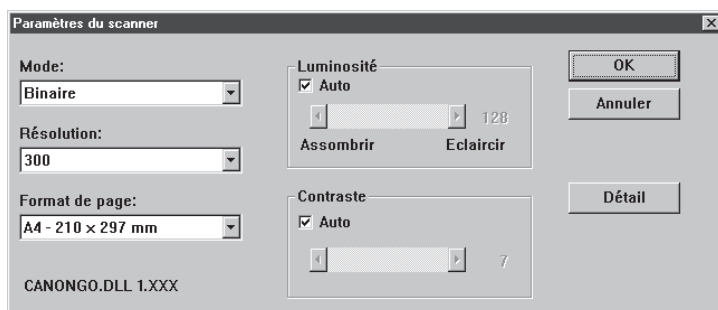 Paramètres du scanner
Mode:
Binaire
Résolution:
300
Format de page:
A4 - 210 x 297 mm
CANONGO.DLL 1.XXX
Luminosité
Auto
128
Assombrir Eclaircir
Contraste
Auto
7
OK
Annuler
Détail